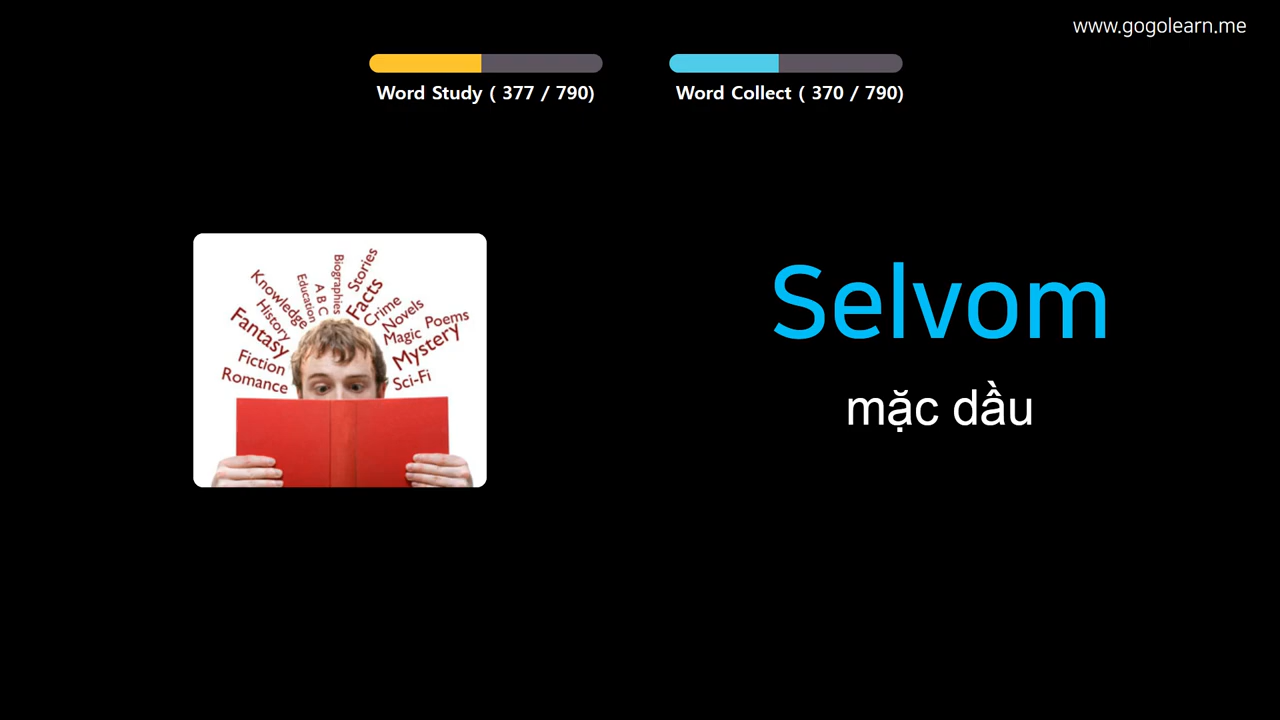 www.gogolearn.me
Word Study ( 377 / 790)
Word Collect ( 370 / 790)
Stories
Biographies
Facts
A B C
Education
Knowledge
Crime
History
Novels
Poems
Fantasy
Magic
Mystery
Fiction
Romance
Sci-Fi
Selvom
mặc dầu